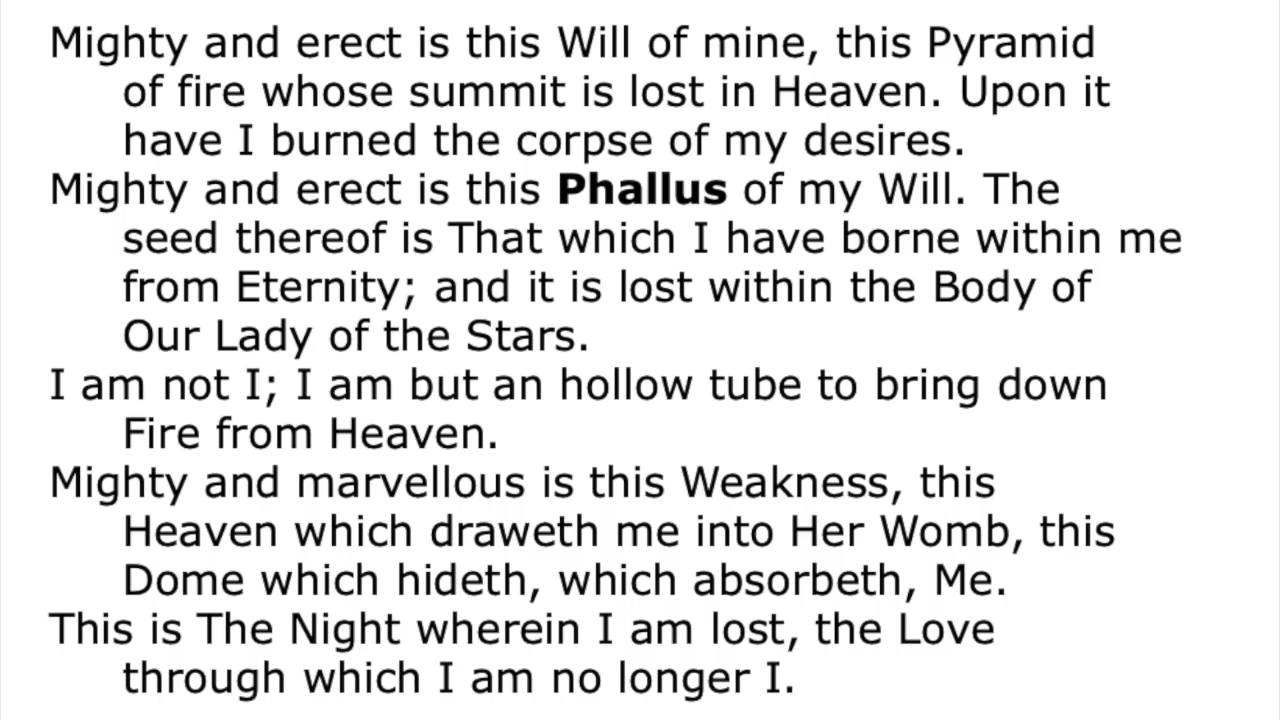 Mighty and erect is this Will of mine, this Pyramid
of fire whose summit is lost in Heaven. Upon it
have I burned the corpse of my desires.
Mighty and erect is this Phallus of my Will. The
seed thereof is That which I have borne within me
from Eternity; and it is lost within the Body of
Our Lady of the Stars.
I am not I; I am but an hollow tube to bring down
Fire from Heaven.
Mighty and marvellous is this Weakness, this
Heaven which draweth me into Her Womb, this
Dome which hideth, which absorbeth, Me.
This is The Night wherein I am lost, the Love
through which I am no longer I.